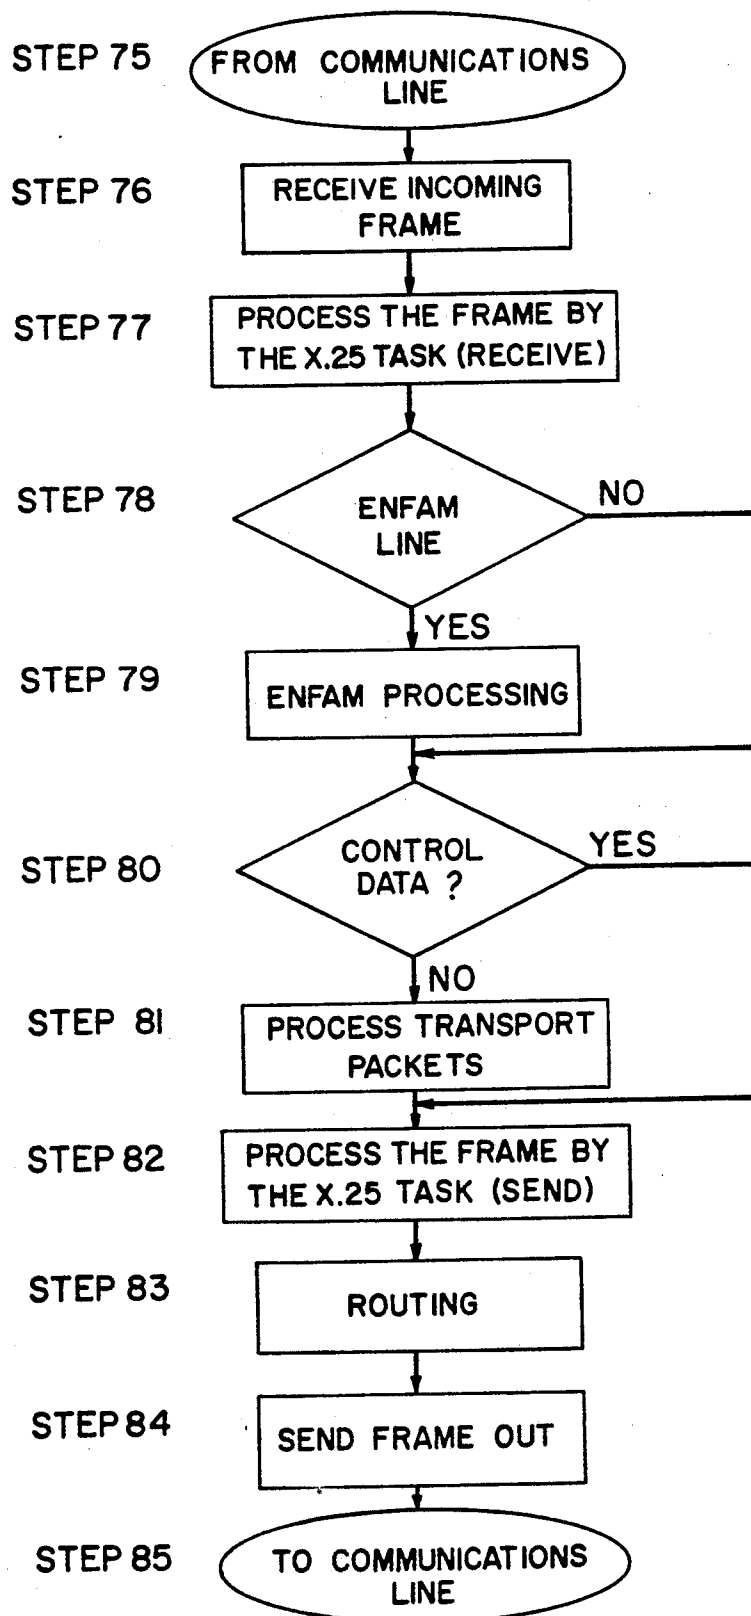 STEP 75
FROM COMMUNICATIONS
LINE
STEP 76
RECEIVE INCOMING
FRAME
STEP 77
PROCESS THE FRAME BY
THE X.25 TASK (RECEIVE)
STEP 78
ENFAM
LINE
NO
YES
STEP 79
ENFAM PROCESSING
STEP 80
CONTROL
DATA ?
YES
NO
STEP 81
PROCESS TRANSPORT
PACKETS
STEP 82
PROCESS THE FRAME BY
THE X.25 TASK (SEND)
STEP 83
ROUTING
STEP 84
SEND FRAME OUT
STEP 85
TO COMMUNICATIONS
LINE